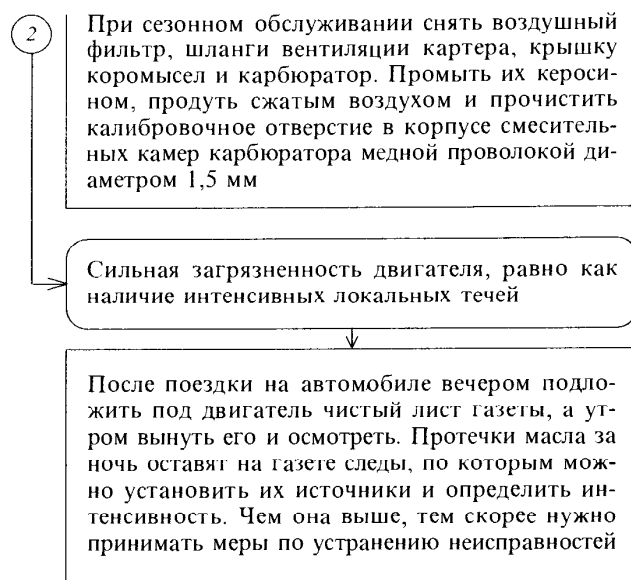 2
При сезонном обслуживании снять воздушный
фильтр, шланги вентиляции картера, крышку
коромысел и карбюратор. Промыть их кероси-
ном, продуть сжатым воздухом и прочистить
калибровочное отверстие в корпусе смеситель-
ных камер карбюратора медной проволокой ди-
аметром 1,5 мм
Сильная загрязненность двигателя, равно как
наличие интенсивных локальных течей
После поездки на автомобиле вечером подло-
жить под двигатель чистый лист газеты, а ут-
ром вынуть его и осмотреть. Протечки масла за
ночь оставят на газете следы, по которым мож-
но установить их источники и определить ин-
тенсивность. Чем она выше, тем скорее нужно
принимать меры по устранению неисправностей